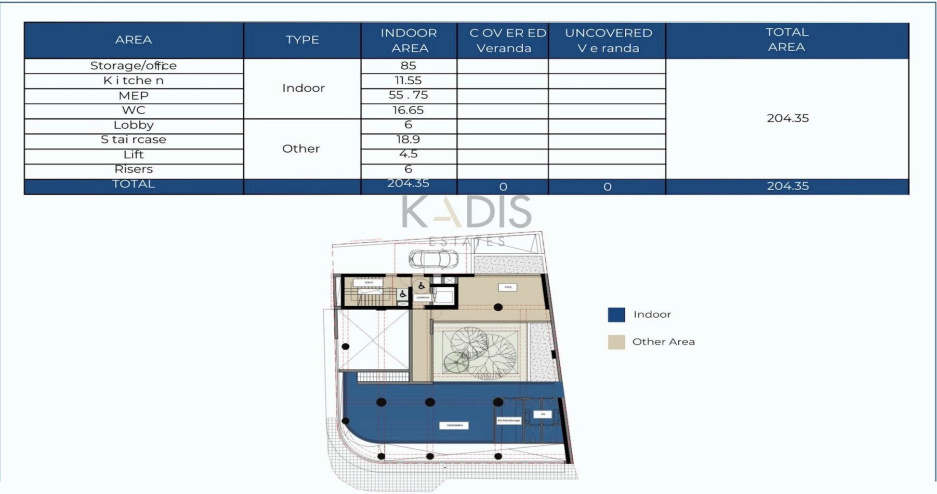 AREA TYPE INDOOR AREA C OV ER ED Veranda UNCOVERED V e randa TOTAL AREA
Storage/office Indoor 85 204.35
K i tche n 11.55
MEP 55 . 75
WC 16.65
Lobby Other 6
S tai rcase 18.9
Lift 4.5
Risers 6
TOTAL 204.35 0 0 204.35
KADIS
ESTATES
Indoor
Other Area